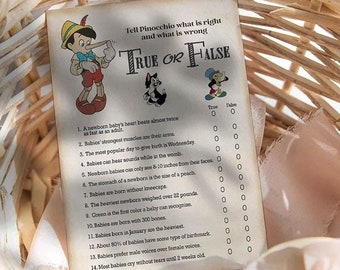 Tell Pinocchio what is right
and what is wrong
TRUE OR FALSE
True False
1. A newborn baby's heart beats almost twice
as fast as an adult. O O
2. Babies' strongest muscles are their arms. O O
3. The most popular day to give birth is Wednesday. O O
4. Babies can hear sounds while in the womb. O O
5. Newborn babies can only see 8-10 inches from their faces. O O
6. The stomach of a newborn is the size of a peach. O O
7. Babies are born without kneecaps. O O
8. The heaviest newborn weighed over 22 pounds. O O
9. Green is the first color a baby can recognize. O O
10. Babies are born with 300 bones. O O
11. Babies born in January are the heaviest. O O
12. About 80% of babies have some type of birthmark. O O
13. Babies prefer male voices over female voices. O O
14. Most babies cry without tears until 2 weeks old. O